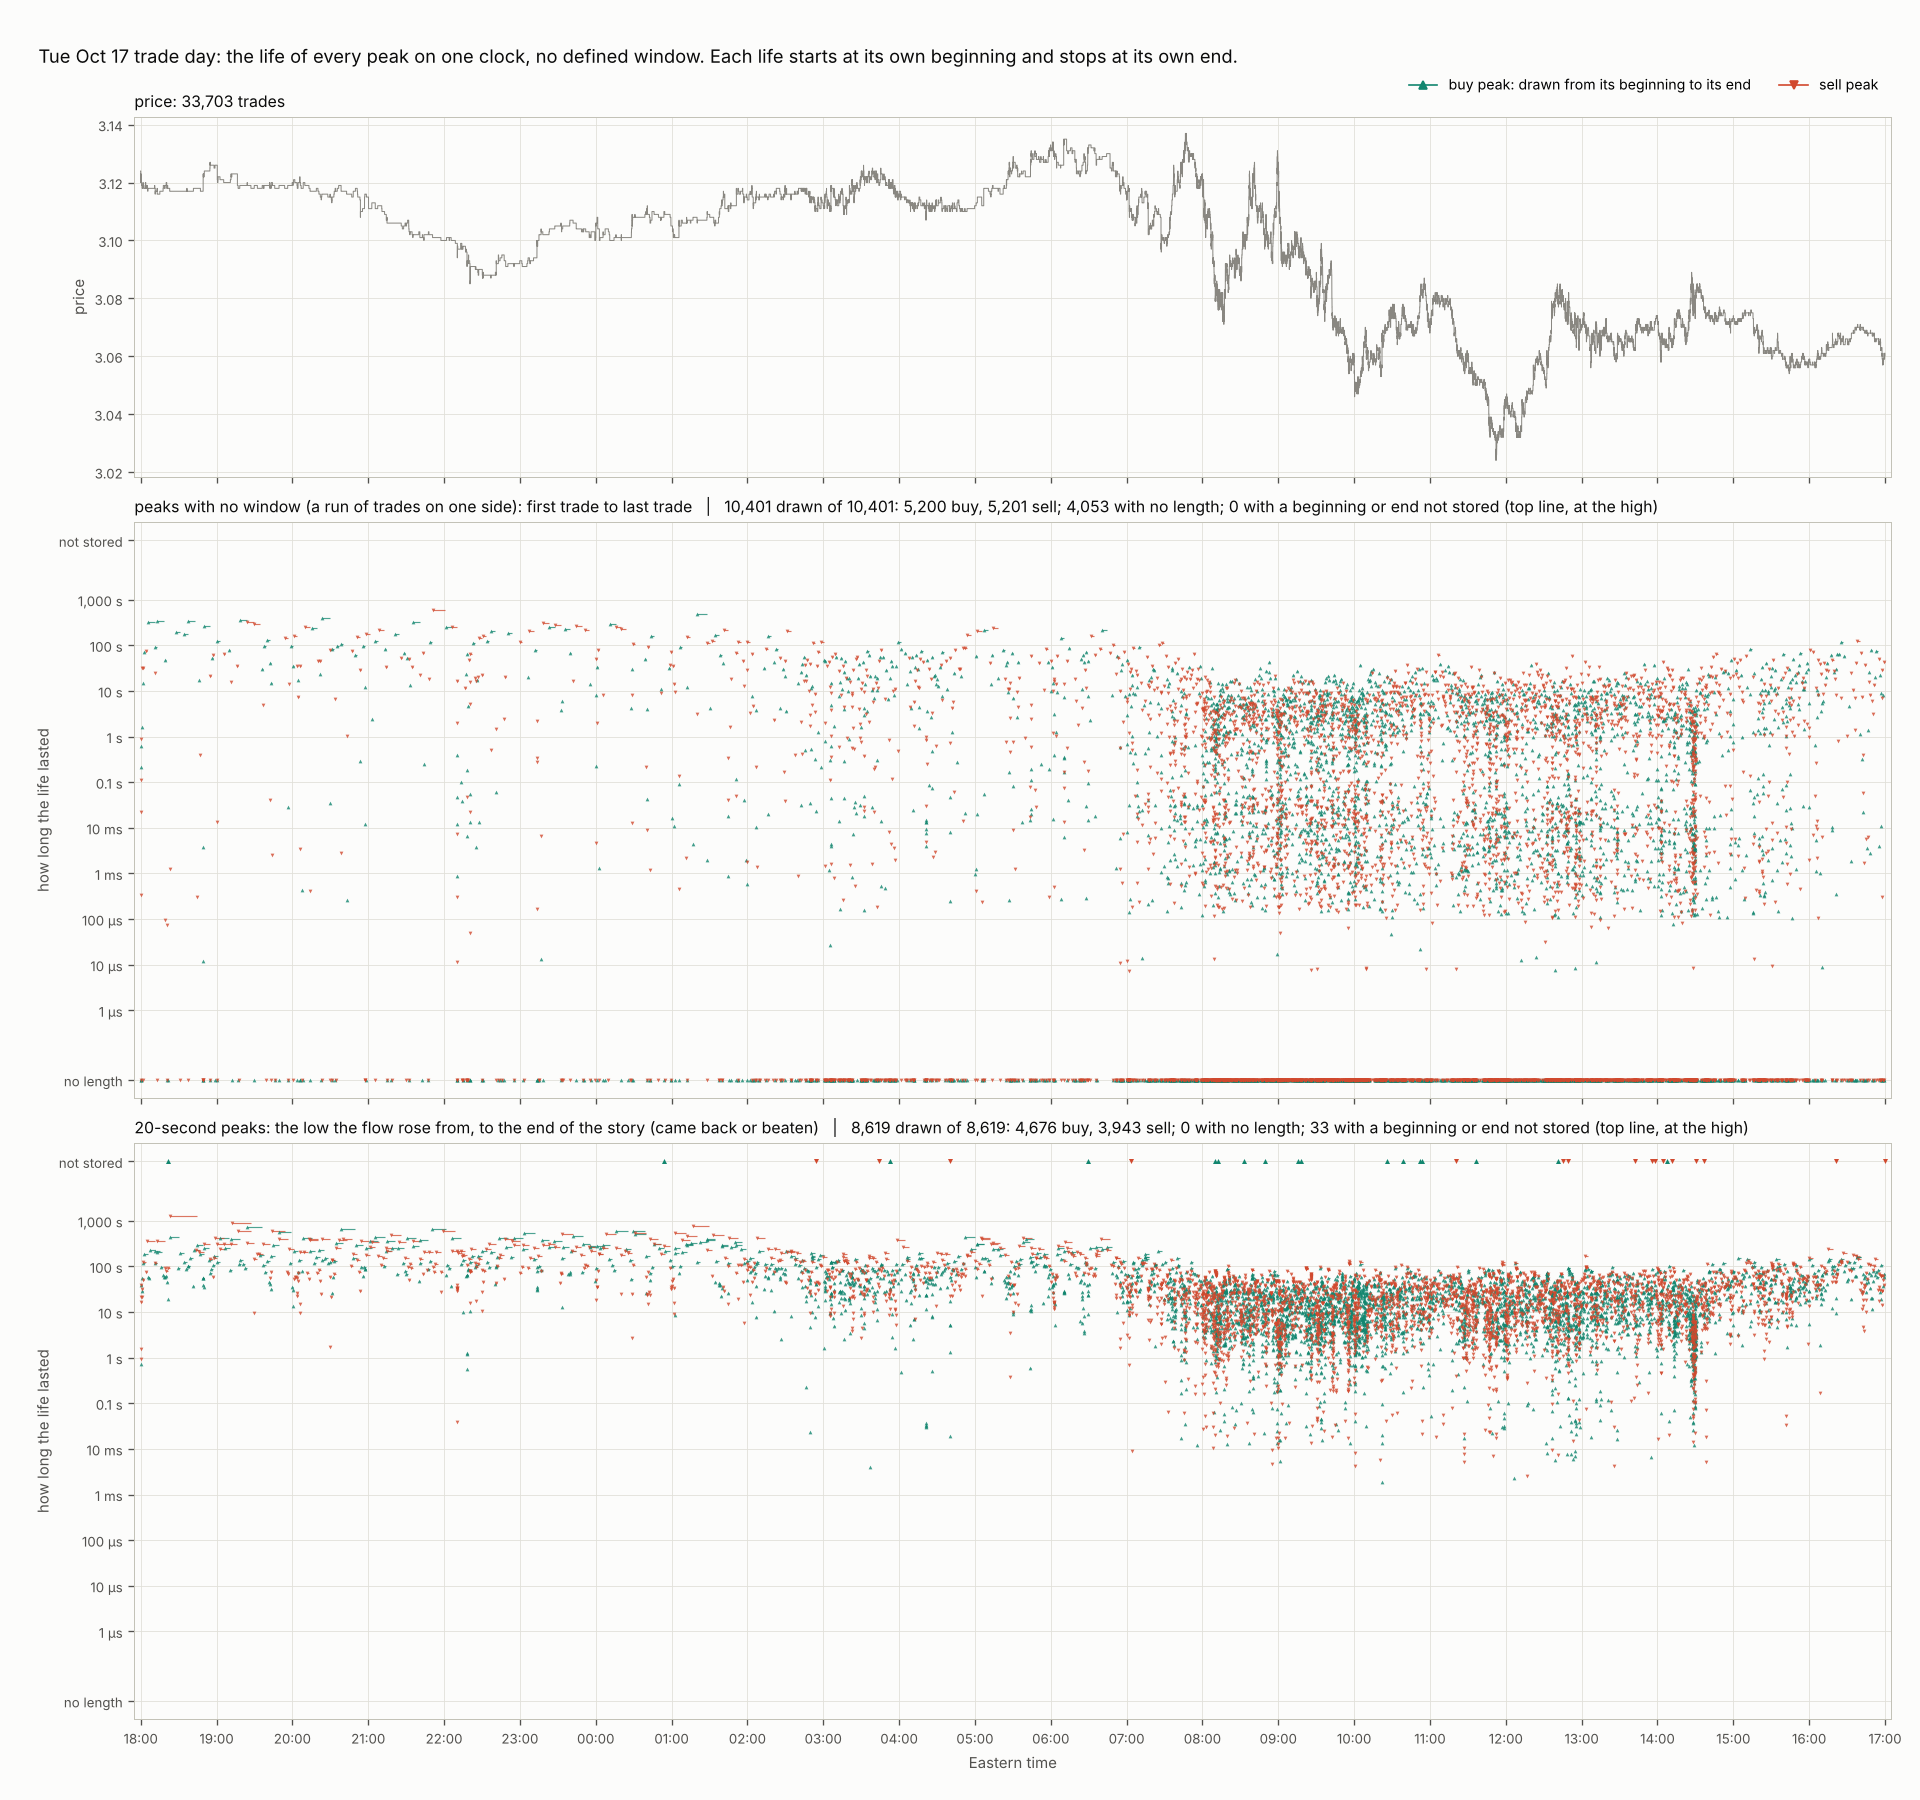 Tue Oct 17 trade day: the life of every peak on one clock, no defined window. Each life starts at its own beginning and stops at its own end.
buy peak: drawn from its beginning to its end
sell peak
price: 33,703 trades
3.14
3.12
3.10
3.08
3.06
3.04
3.02
price
peaks with no window (a run of trades on one side): first trade to last trade │ 10,401 drawn of 10,401: 5,200 buy, 5,201 sell; 4,053 with no length; 0 with a beginning or end not stored (top line, at the high)
not stored
1,000 s
100 s
10 s
1 s
0.1 s
10 ms
1 ms
100 µs
10 µs
1 µs
no length
how long the life lasted
20-second peaks: the low the flow rose from, to the end of the story (came back or beaten) │ 8,619 drawn of 8,619: 4,676 buy, 3,943 sell; 0 with no length; 33 with a beginning or end not stored (top line, at the high)
not stored
1,000 s
100 s
10 s
1 s
0.1 s
10 ms
1 ms
100 µs
10 µs
1 µs
no length
how long the life lasted
18:00 19:00 20:00 21:00 22:00 23:00 00:00 01:00 02:00 03:00 04:00 05:00 06:00 07:00 08:00 09:00 10:00 11:00 12:00 13:00 14:00 15:00 16:00 17:00
Eastern time